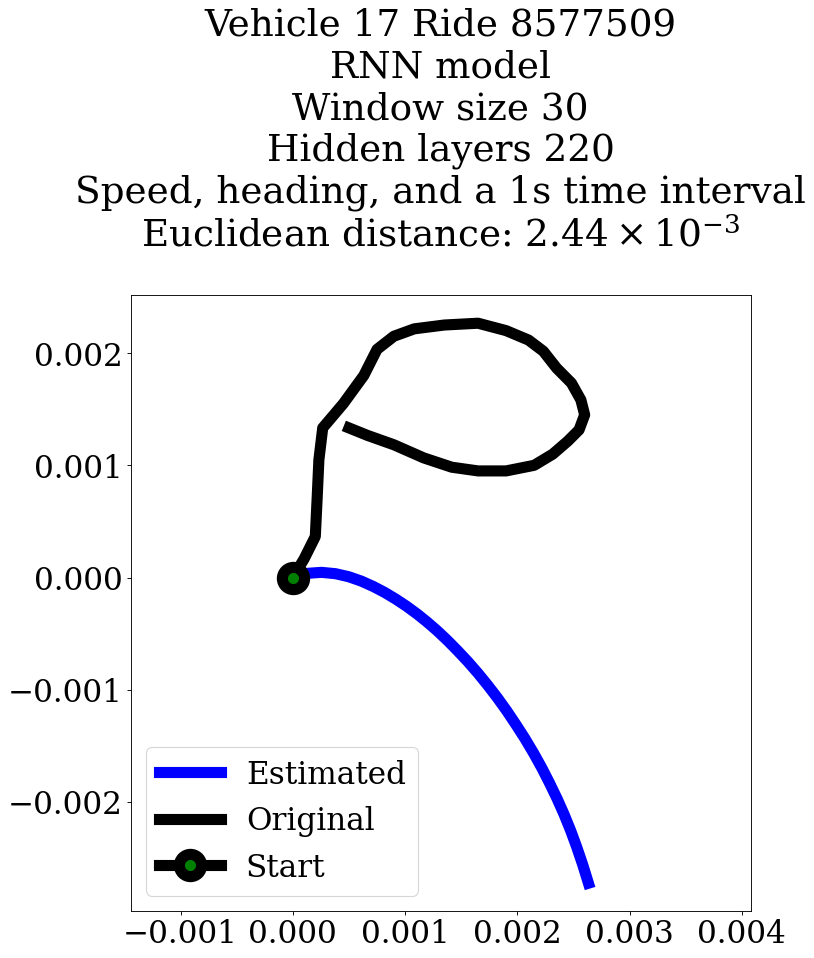 Vehicle 17 Ride 8577509
RNN model
Window size 30
Hidden layers 220
Speed, heading, and a 1s time interval
Euclidean distance: 2.44 × 10⁻³
0.002
0.001
0.000
−0.001
−0.002
Estimated
Original
Start
−0.001 0.000 0.001 0.002 0.003 0.004